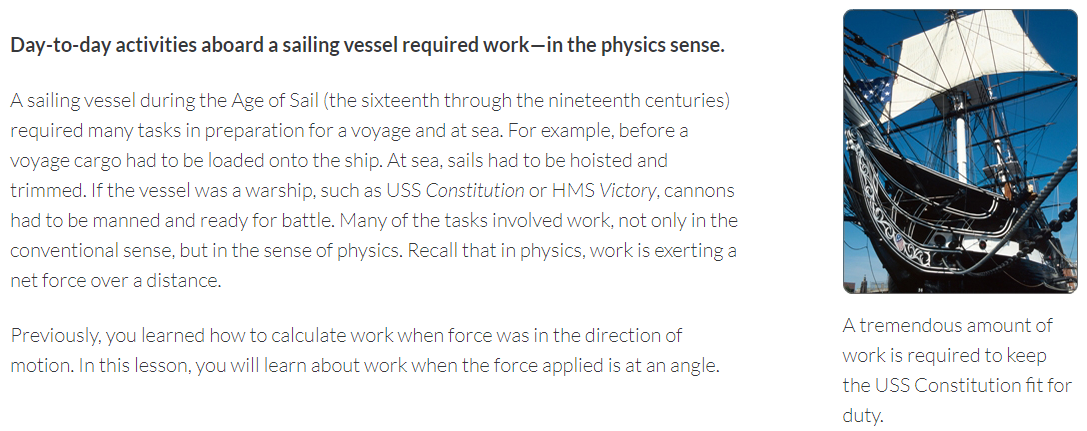 Day-to-day activities aboard a sailing vessel required work—in the physics sense.
A sailing vessel during the Age of Sail (the sixteenth through the nineteenth centuries)
required many tasks in preparation for a voyage and at sea. For example, before a
voyage cargo had to be loaded onto the ship. At sea, sails had to be hoisted and
trimmed. If the vessel was a warship, such as USS Constitution or HMS Victory, cannons
had to be manned and ready for battle. Many of the tasks involved work, not only in the
conventional sense, but in the sense of physics. Recall that in physics, work is exerting a
net force over a distance.
Previously, you learned how to calculate work when force was in the direction of
motion. In this lesson, you will learn about work when the force applied is at an angle.
A tremendous amount of
work is required to keep
the USS Constitution fit for
duty.